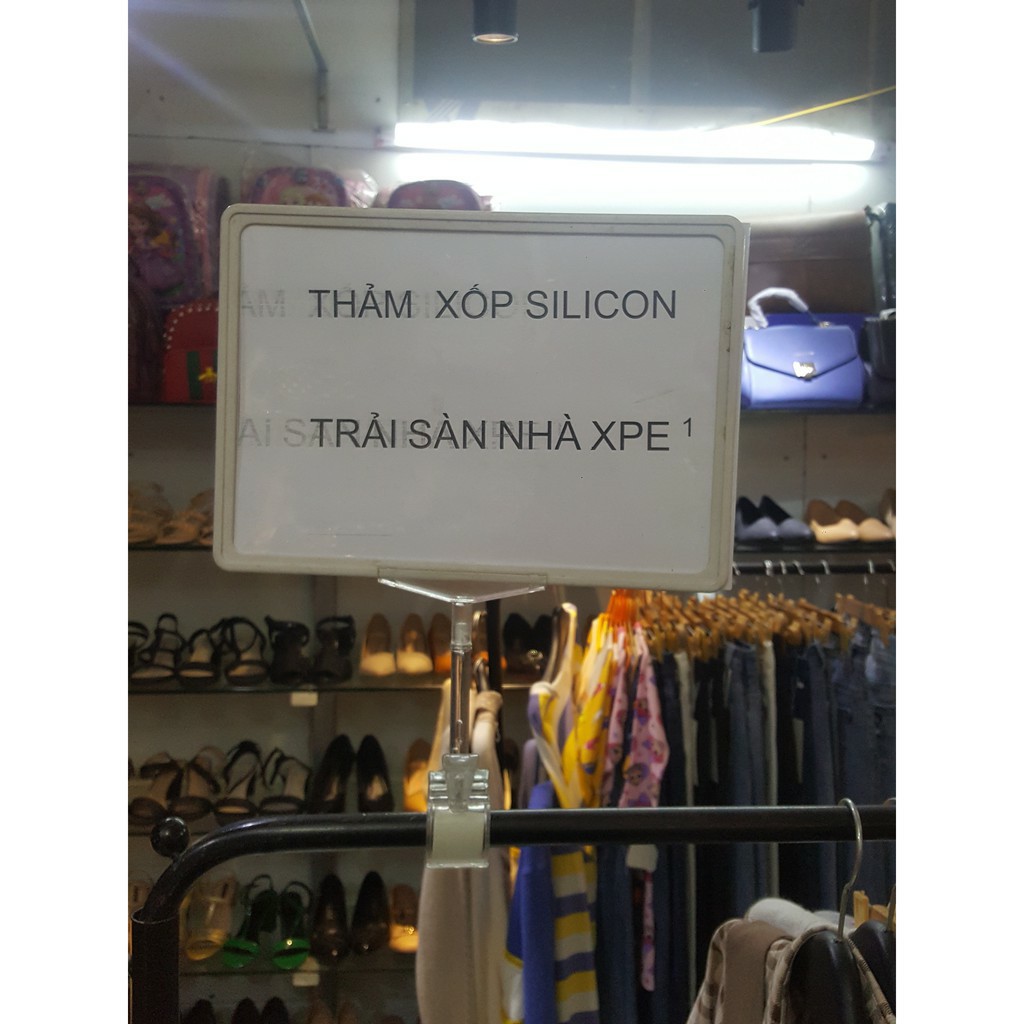 THẢM XỐP SILICON
TRẢI SÀN NHÀ XPE ¹